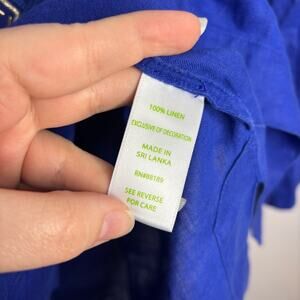 100% LINEN
EXCLUSIVE OF DECORATION
MADE IN
SRI LANKA
RN#88189
SEE REVERSE
FOR CARE